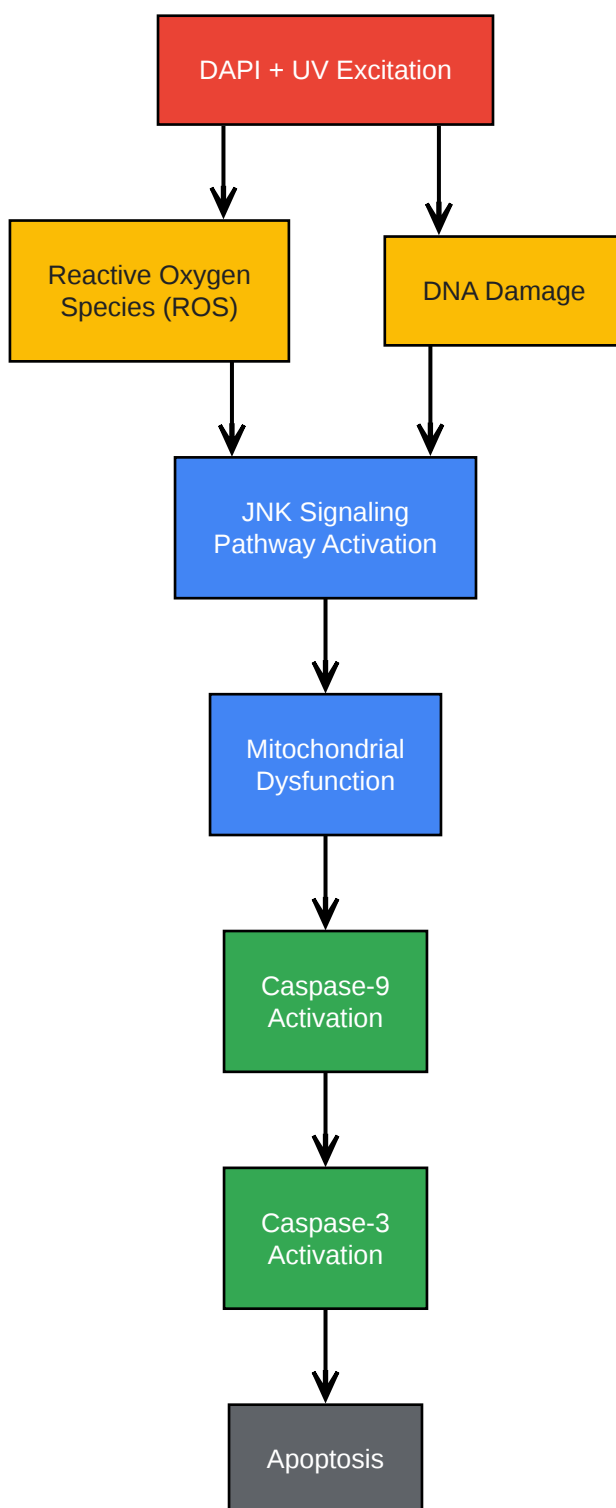 DAPI + UV Excitation
Reactive Oxygen
Species (ROS)
DNA Damage
JNK Signaling
Pathway Activation
Mitochondrial
Dysfunction
Caspase-9
Activation
Caspase-3
Activation
Apoptosis